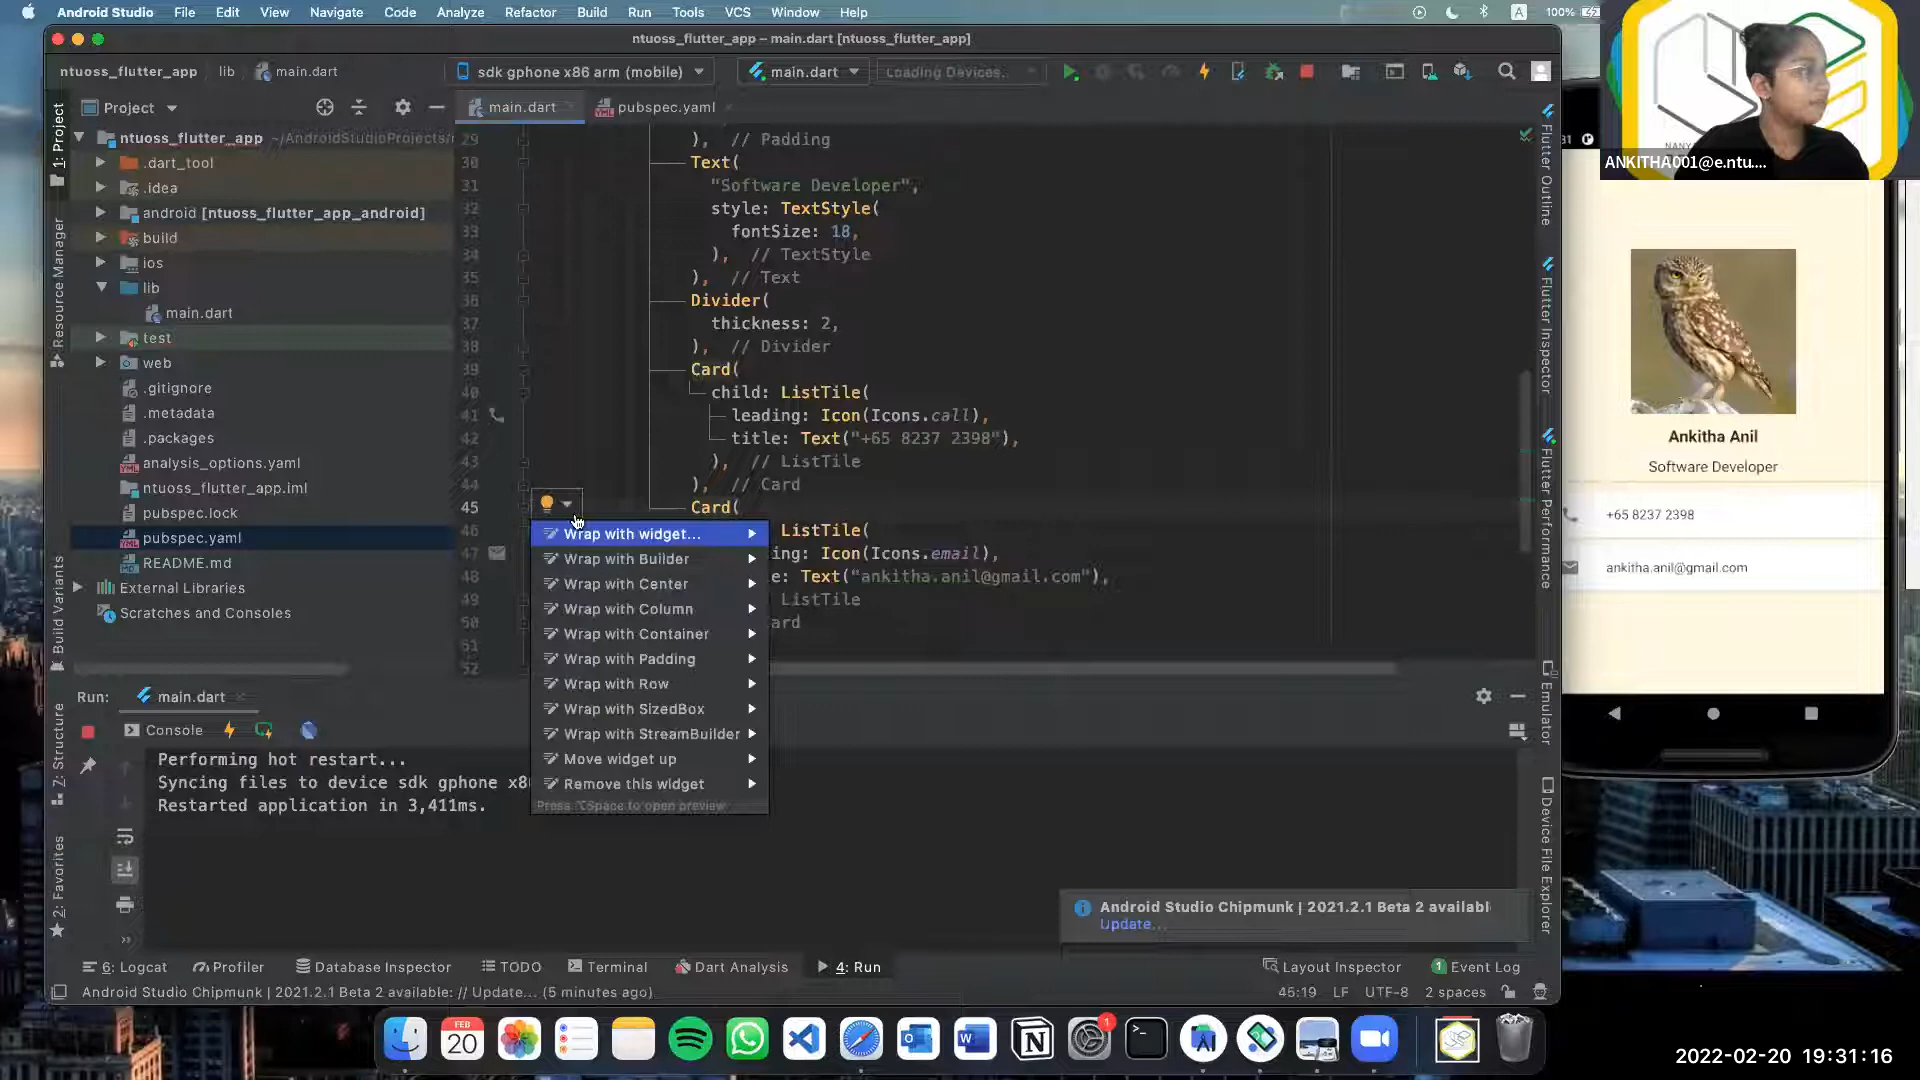 Android Studio File Edit View Navigate Code Analyze Refactor Build Run Tools VCS Window Help A 100%
ntuoss_flutter_app – main.dart [ntuoss_flutter_app]
ntuoss_flutter_app lib main.dart sdk gphone x86 arm (mobile) main.dart Loading Devices...
Project main.dart pubspec.yaml
1: Project
Resource Manager
Build Variants
7: Structure
2: Favorites
ntuoss_flutter_app ~/AndroidStudioProjects/
.dart_tool
.idea
android [ntuoss_flutter_app_android]
build
ios
lib
main.dart
test
web
.gitignore
.metadata
.packages
analysis_options.yaml
ntuoss_flutter_app.iml
pubspec.lock
pubspec.yaml
README.md
External Libraries
Scratches and Consoles
29 ), // Padding
30 Text(
31 "Software Developer",
32 style: TextStyle(
33 fontSize: 18,
34 ), // TextStyle
35 ), // Text
36 Divider(
37 thickness: 2,
38 ), // Divider
39 Card(
40 child: ListTile(
41 leading: Icon(Icons.call),
42 title: Text("+65 8237 2398"),
43 ), // ListTile
44 ), // Card
45 Card(
46 ListTile(
47 ing: Icon(Icons.email),
48 e: Text("ankitha.anil@gmail.com"),
49 ListTile
50 ard
51
52
Wrap with widget...
Wrap with Builder
Wrap with Center
Wrap with Column
Wrap with Container
Wrap with Padding
Wrap with Row
Wrap with SizedBox
Wrap with StreamBuilder
Move widget up
Remove this widget
Press ⌥Space to open preview
Run: main.dart
Console
Performing hot restart...
Syncing files to device sdk gphone x8
Restarted application in 3,411ms.
Android Studio Chipmunk | 2021.2.1 Beta 2 availabl
Update...
6: Logcat Profiler Database Inspector TODO Terminal Dart Analysis 4: Run Layout Inspector 1 Event Log
Android Studio Chipmunk | 2021.2.1 Beta 2 available: // Update... (5 minutes ago) 45:19 LF UTF-8 2 spaces
Flutter Outline
Flutter Inspector
Flutter Performance
Emulator
Device File Explorer
ANKITHA001@e.ntu....
Ankitha Anil
Software Developer
+65 8237 2398
ankitha.anil@gmail.com
FEB
20
1
2022-02-20 19:31:16